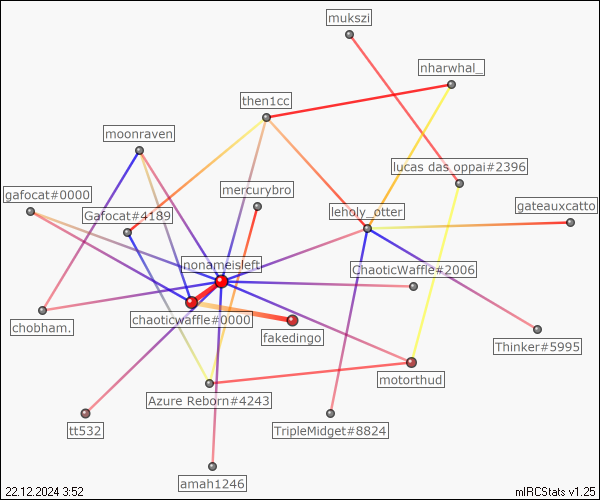 mukszi
nharwhal_
then1cc
moonraven
lucas das oppai#2396
mercurybro
gafocat#0000
Gafocat#4189
leholy_otter
gateauxcatto
nonameisleft
ChaoticWaffle#2006
chaoticwaffle#0000
chobham.
fakedingo
Thinker#5995
motorthud
Azure Reborn#4243
tt532
TripleMidget#8824
amah1246
22.12.2024 3:52
mIRCStats v1.25